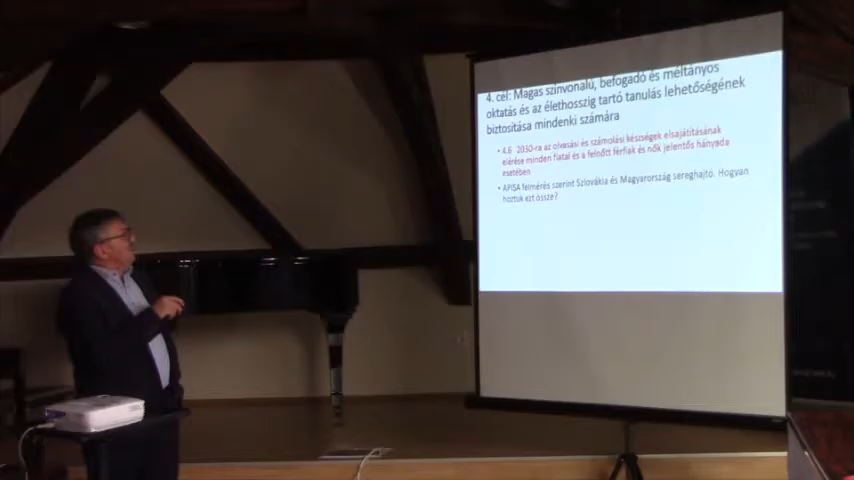 4. cél: Magas színvonalú, befogadó és méltányos
oktatás és az élethosszig tartó tanulás lehetőségének
biztosítása mindenki számára
• 4.6 2030-ra az olvasási és számolási készségek elsajátításának
elérése minden fiatal és a felnőtt férfiak és nők jelentős hányada
esetében
• APISA felmérés szerint Szlovákia és Magyarország sereghajtó. Hogyan
hoztuk ezt össze?